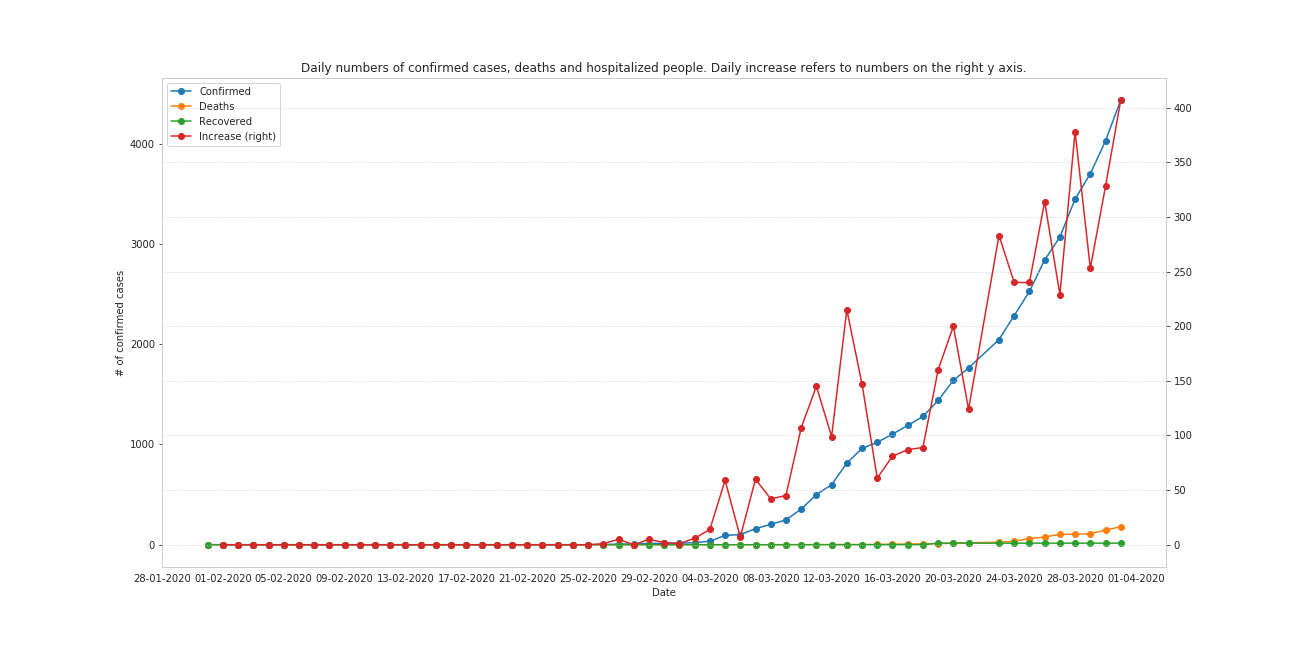 Daily numbers of confirmed cases, deaths and hospitalized people. Daily increase refers to numbers on the right y axis.
Confirmed
Deaths
Recovered
Increase (right)
4000
3000
2000
1000
0
# of confirmed cases
400
350
300
250
200
150
100
50
0
28-01-2020 01-02-2020 05-02-2020 09-02-2020 13-02-2020 17-02-2020 21-02-2020 25-02-2020 29-02-2020 04-03-2020 08-03-2020 12-03-2020 16-03-2020 20-03-2020 24-03-2020 28-03-2020 01-04-2020
Date